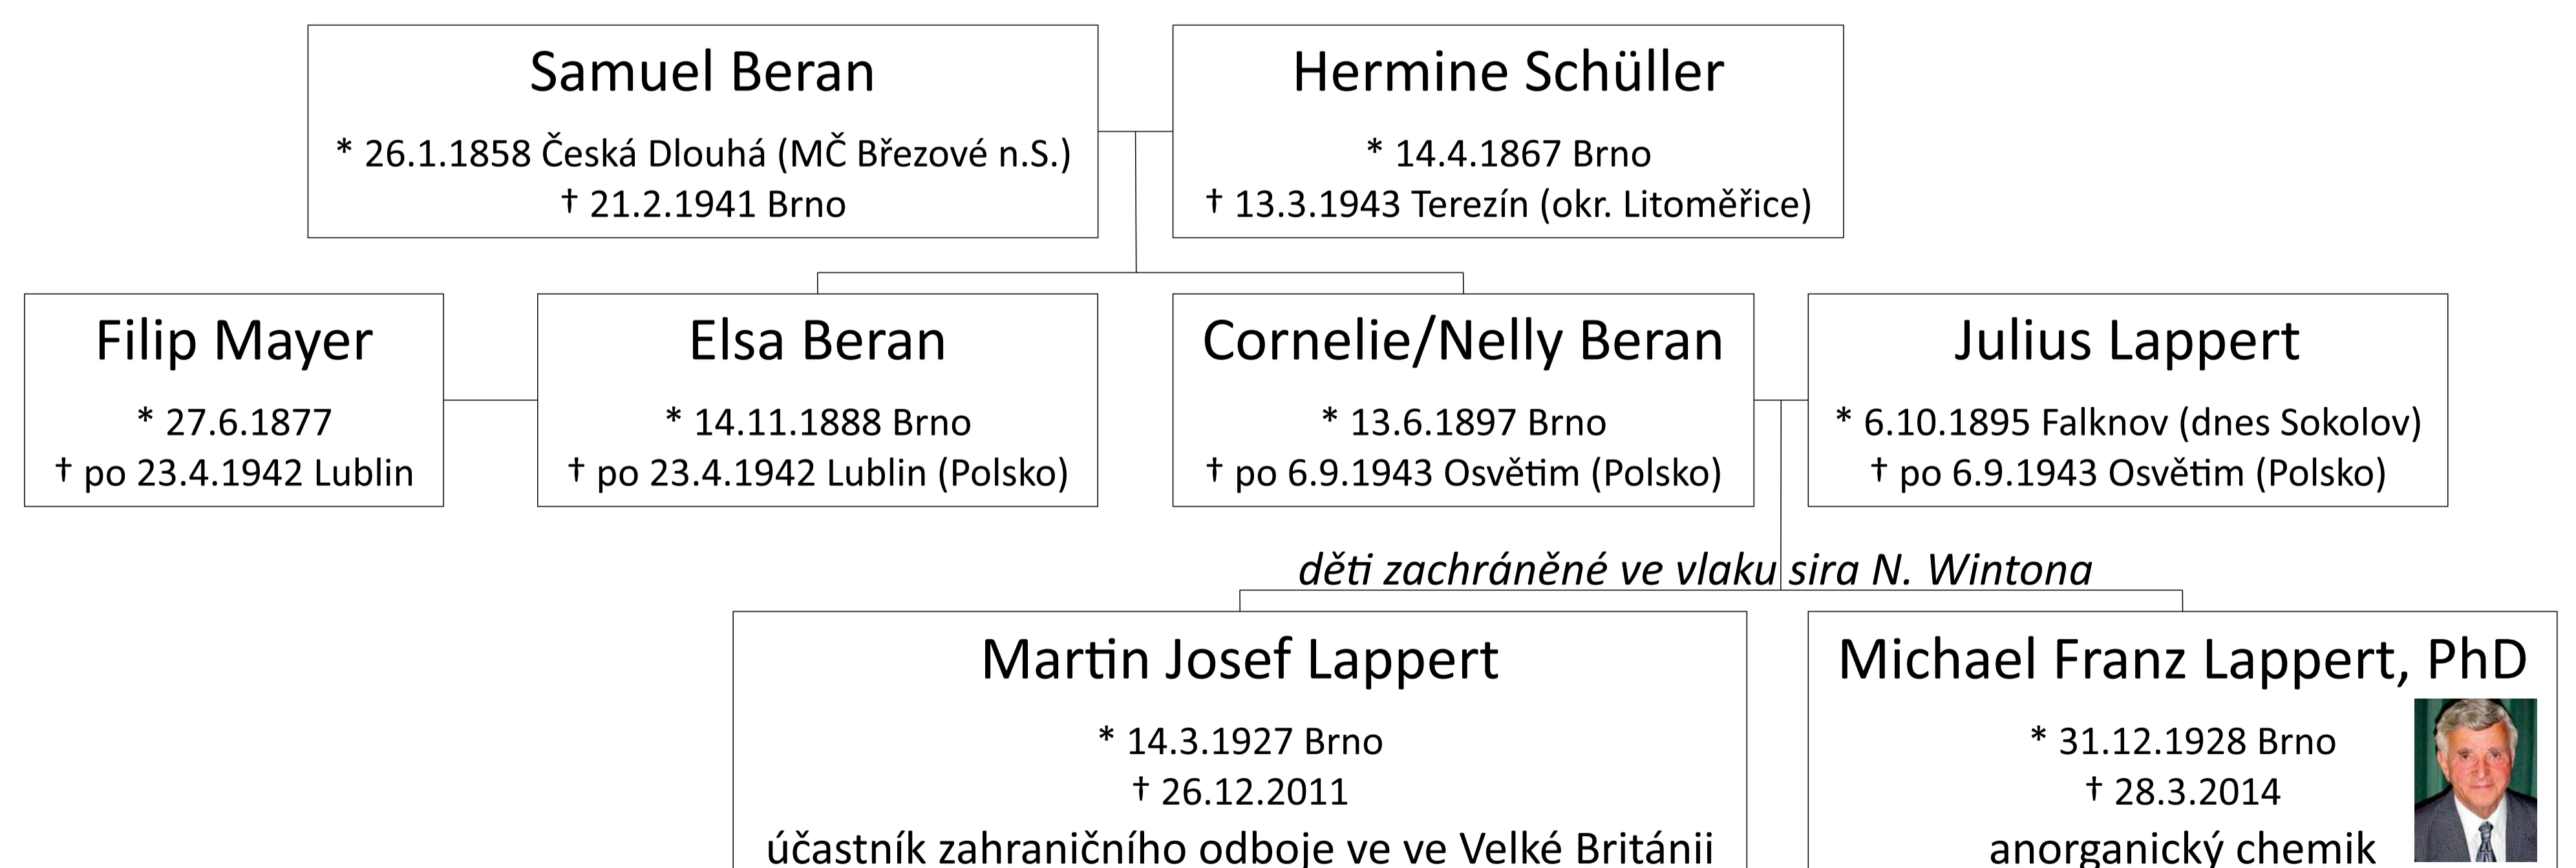 Samuel Beran
* 26.1.1858 Česká Dlouhá (MČ Březové n.S.)
† 21.2.1941 Brno
Hermine Schüller
* 14.4.1867 Brno
† 13.3.1943 Terezín (okr. Litoměřice)
Filip Mayer
* 27.6.1877
† po 23.4.1942 Lublin
Elsa Beran
* 14.11.1888 Brno
† po 23.4.1942 Lublin (Polsko)
Cornelie/Nelly Beran
* 13.6.1897 Brno
† po 6.9.1943 Osvětim (Polsko)
Julius Lappert
* 6.10.1895 Falknov (dnes Sokolov)
† po 6.9.1943 Osvětim (Polsko)
děti zachráněné ve vlaku sira N. Wintona
Martin Josef Lappert
* 14.3.1927 Brno
† 26.12.2011
účastník zahraničního odboje ve ve Velké Británii
Michael Franz Lappert, PhD
* 31.12.1928 Brno
† 28.3.2014
anorganický chemik